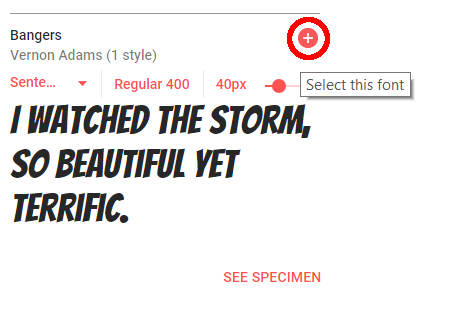 Bangers
Vernon Adams (1 style)
Sente... Regular 400 40px Select this font
I WATCHED THE STORM,
SO BEAUTIFUL YET
TERRIFIC.
SEE SPECIMEN